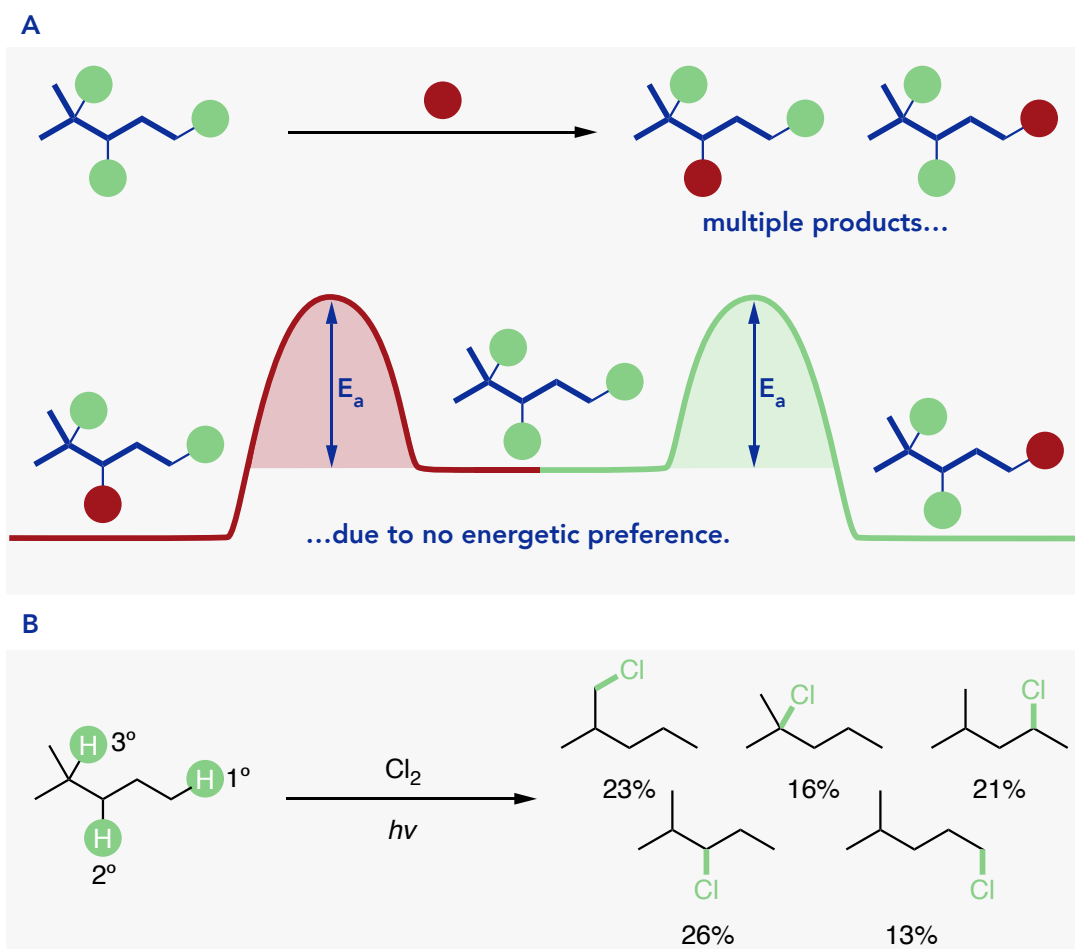 A
multiple products...
Eₐ
Eₐ
...due to no energetic preference.
B
Cl
Cl
Cl
H 3º
H 1º
Cl₂
23%
16%
21%
hv
H
2º
Cl
Cl
26%
13%